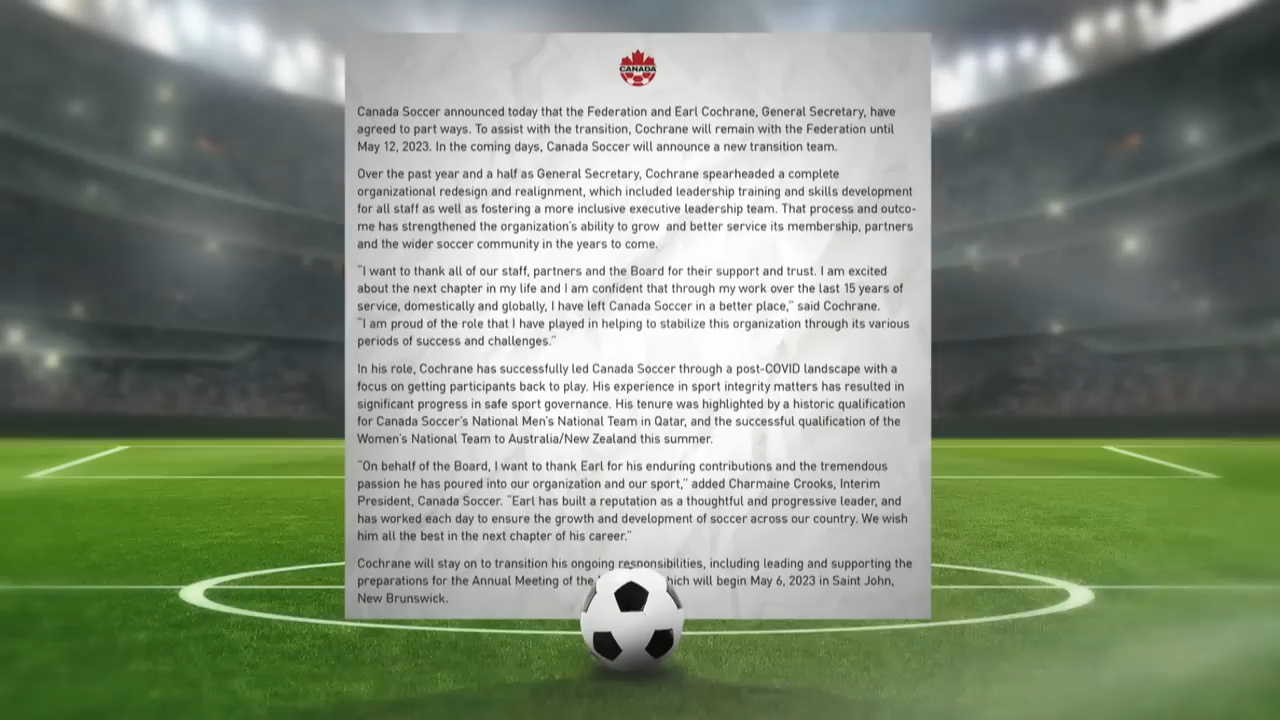 CANADA
Canada Soccer announced today that the Federation and Earl Cochrane, General Secretary, have
agreed to part ways. To assist with the transition, Cochrane will remain with the Federation until
May 12, 2023. In the coming days, Canada Soccer will announce a new transition team.
Over the past year and a half as General Secretary, Cochrane spearheaded a complete
organizational redesign and realignment, which included leadership training and skills development
for all staff as well as fostering a more inclusive executive leadership team. That process and outco-
me has strengthened the organization's ability to grow and better service its membership, partners
and the wider soccer community in the years to come.
"I want to thank all of our staff, partners and the Board for their support and trust. I am excited
about the next chapter in my life and I am confident that through my work over the last 15 years of
service, domestically and globally, I have left Canada Soccer in a better place," said Cochrane.
"I am proud of the role that I have played in helping to stabilize this organization through its various
periods of success and challenges."
In his role, Cochrane has successfully led Canada Soccer through a post-COVID landscape with a
focus on getting participants back to play. His experience in sport integrity matters has resulted in
significant progress in safe sport governance. His tenure was highlighted by a historic qualification
for Canada Soccer's National Men's National Team in Qatar, and the successful qualification of the
Women's National Team to Australia/New Zealand this summer.
"On behalf of the Board, I want to thank Earl for his enduring contributions and the tremendous
passion he has poured into our organization and our sport," added Charmaine Crooks, Interim
President, Canada Soccer. "Earl has built a reputation as a thoughtful and progressive leader, and
has worked each day to ensure the growth and development of soccer across our country. We wish
him all the best in the next chapter of his career."
Cochrane will stay on to transition his ongoing responsibilities, including leading and supporting the
preparations for the Annual Meeting of the hich will begin May 6, 2023 in Saint John,
New Brunswick.